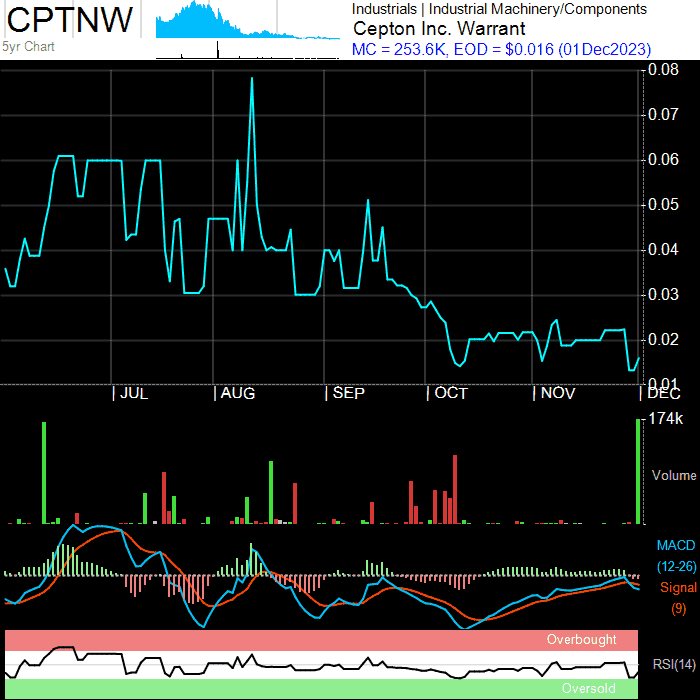 CPTNW
5yr Chart
Industrials | Industrial Machinery/Components
Cepton Inc. Warrant
MC = 253.6K, EOD = $0.016 (01Dec2023)
0.08
0.07
0.06
0.05
0.04
0.03
0.02
0.01
JUL
AUG
SEP
OCT
NOV
DEC
174k
Volume
MACD
(12-26)
Signal
(9)
Overbought
RSI(14)
Oversold